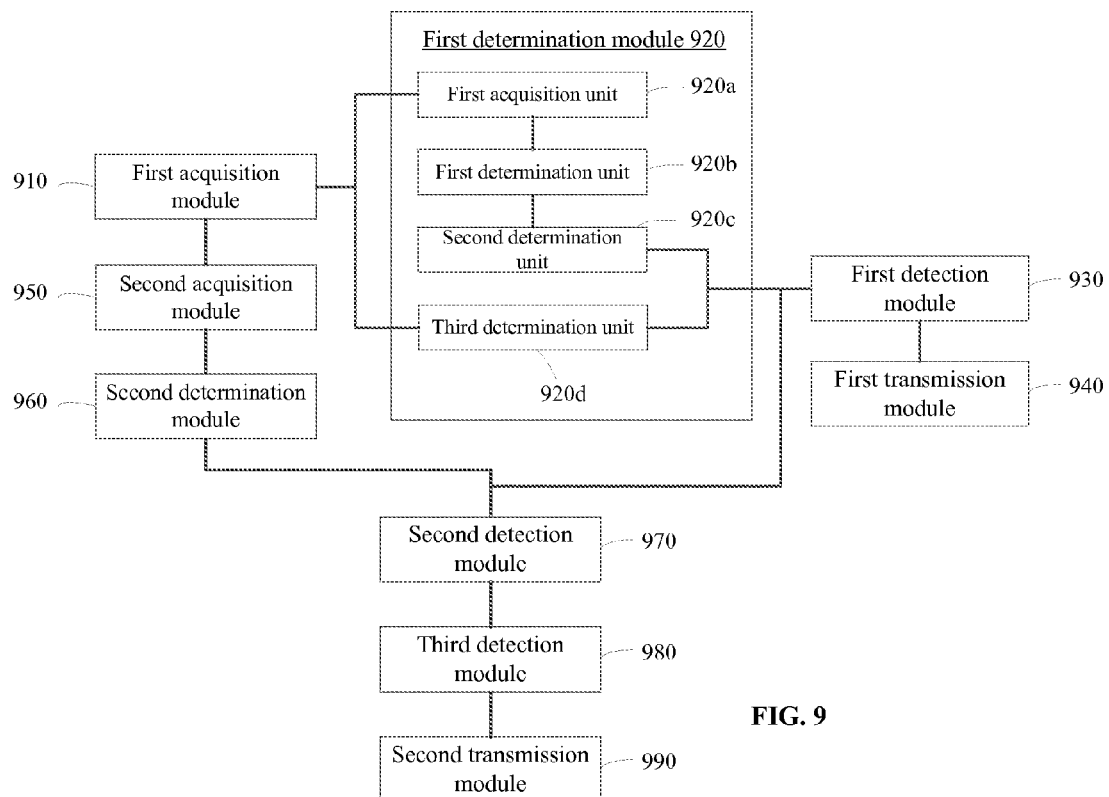 First determination module 920
First acquisition unit
920a
First determination unit
920b
920c
Second determination
unit
Third determination unit
920d
910
First acquisition
module
950
Second acquisition
module
960
Second determination
module
First detection
module
930
First transmission
module
940
Second detection
module
970
Third detection
module
980
Second transmission
module
990
FIG. 9